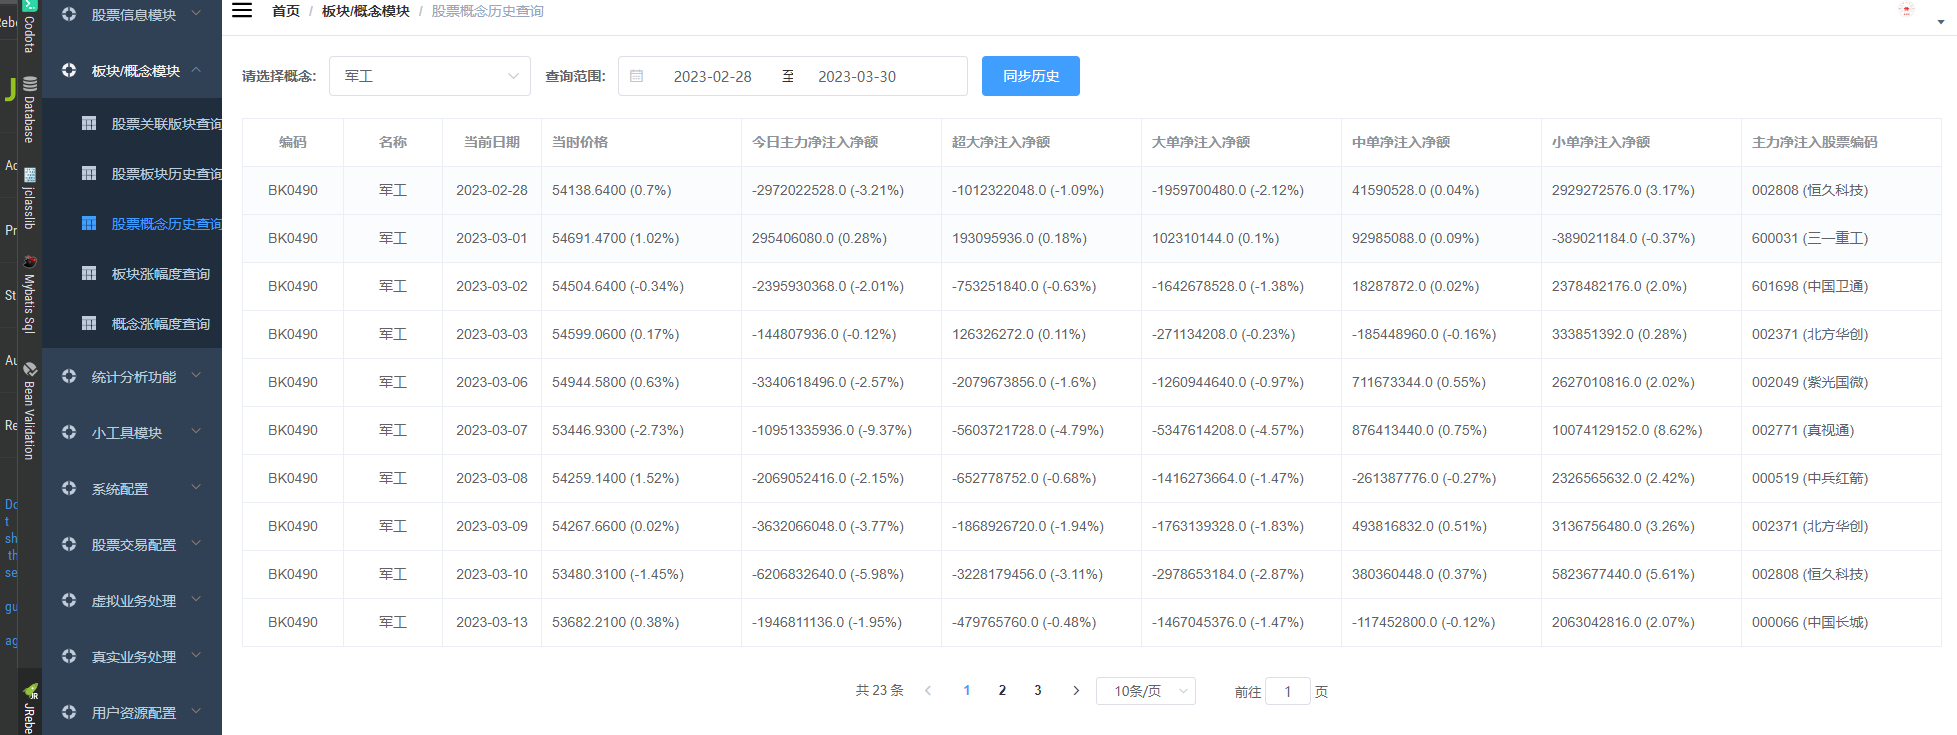 Rebe
J
Ac
Pr
St
Au
Re
Do
t
sh
th
se
gu
ag
Codota
Database
jclasslib
Mybatis Sql
Bean Validation
JR
JRebe
股票信息模块
板块/概念模块
股票关联版块查询
股票板块历史查询
股票概念历史查询
板块涨幅度查询
概念涨幅度查询
统计分析功能
小工具模块
系统配置
股票交易配置
虚拟业务处理
真实业务处理
用户资源配置
首页 / 板块/概念模块 / 股票概念历史查询
请选择概念: 军工 查询范围: 2023-02-28 至 2023-03-30 同步历史
编码 名称 当前日期 当时价格 今日主力净注入净额 超大净注入净额 大单净注入净额 中单净注入净额 小单净注入净额 主力净注入股票编码
BK0490 军工 2023-02-28 54138.6400 (0.7%) -2972022528.0 (-3.21%) -1012322048.0 (-1.09%) -1959700480.0 (-2.12%) 41590528.0 (0.04%) 2929272576.0 (3.17%) 002808 (恒久科技)
BK0490 军工 2023-03-01 54691.4700 (1.02%) 295406080.0 (0.28%) 193095936.0 (0.18%) 102310144.0 (0.1%) 92985088.0 (0.09%) -389021184.0 (-0.37%) 600031 (三一重工)
BK0490 军工 2023-03-02 54504.6400 (-0.34%) -2395930368.0 (-2.01%) -753251840.0 (-0.63%) -1642678528.0 (-1.38%) 18287872.0 (0.02%) 2378482176.0 (2.0%) 601698 (中国卫通)
BK0490 军工 2023-03-03 54599.0600 (0.17%) -144807936.0 (-0.12%) 126326272.0 (0.11%) -271134208.0 (-0.23%) -185448960.0 (-0.16%) 333851392.0 (0.28%) 002371 (北方华创)
BK0490 军工 2023-03-06 54944.5800 (0.63%) -3340618496.0 (-2.57%) -2079673856.0 (-1.6%) -1260944640.0 (-0.97%) 711673344.0 (0.55%) 2627010816.0 (2.02%) 002049 (紫光国微)
BK0490 军工 2023-03-07 53446.9300 (-2.73%) -10951335936.0 (-9.37%) -5603721728.0 (-4.79%) -5347614208.0 (-4.57%) 876413440.0 (0.75%) 10074129152.0 (8.62%) 002771 (真视通)
BK0490 军工 2023-03-08 54259.1400 (1.52%) -2069052416.0 (-2.15%) -652778752.0 (-0.68%) -1416273664.0 (-1.47%) -261387776.0 (-0.27%) 2326565632.0 (2.42%) 000519 (中兵红箭)
BK0490 军工 2023-03-09 54267.6600 (0.02%) -3632066048.0 (-3.77%) -1868926720.0 (-1.94%) -1763139328.0 (-1.83%) 493816832.0 (0.51%) 3136756480.0 (3.26%) 002371 (北方华创)
BK0490 军工 2023-03-10 53480.3100 (-1.45%) -6206832640.0 (-5.98%) -3228179456.0 (-3.11%) -2978653184.0 (-2.87%) 380360448.0 (0.37%) 5823677440.0 (5.61%) 002808 (恒久科技)
BK0490 军工 2023-03-13 53682.2100 (0.38%) -1946811136.0 (-1.95%) -479765760.0 (-0.48%) -1467045376.0 (-1.47%) -117452800.0 (-0.12%) 2063042816.0 (2.07%) 000066 (中国长城)
共 23 条 1 2 3 10条/页 前往 1 页